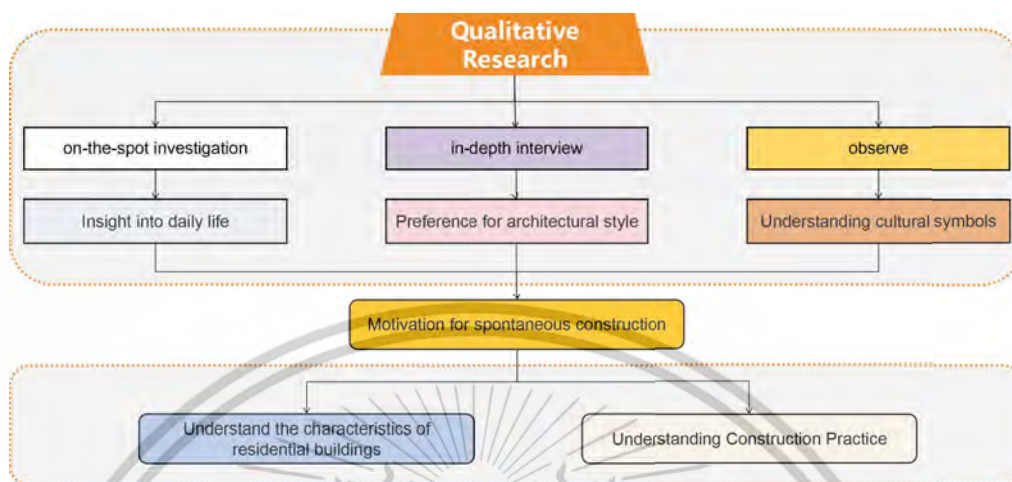 Qualitative
Research
on-the-spot investigation
in-depth interview
observe
Insight into daily life
Preference for architectural style
Understanding cultural symbols
Motivation for spontaneous construction
Understand the characteristics of
residential buildings
Understanding Construction Practice